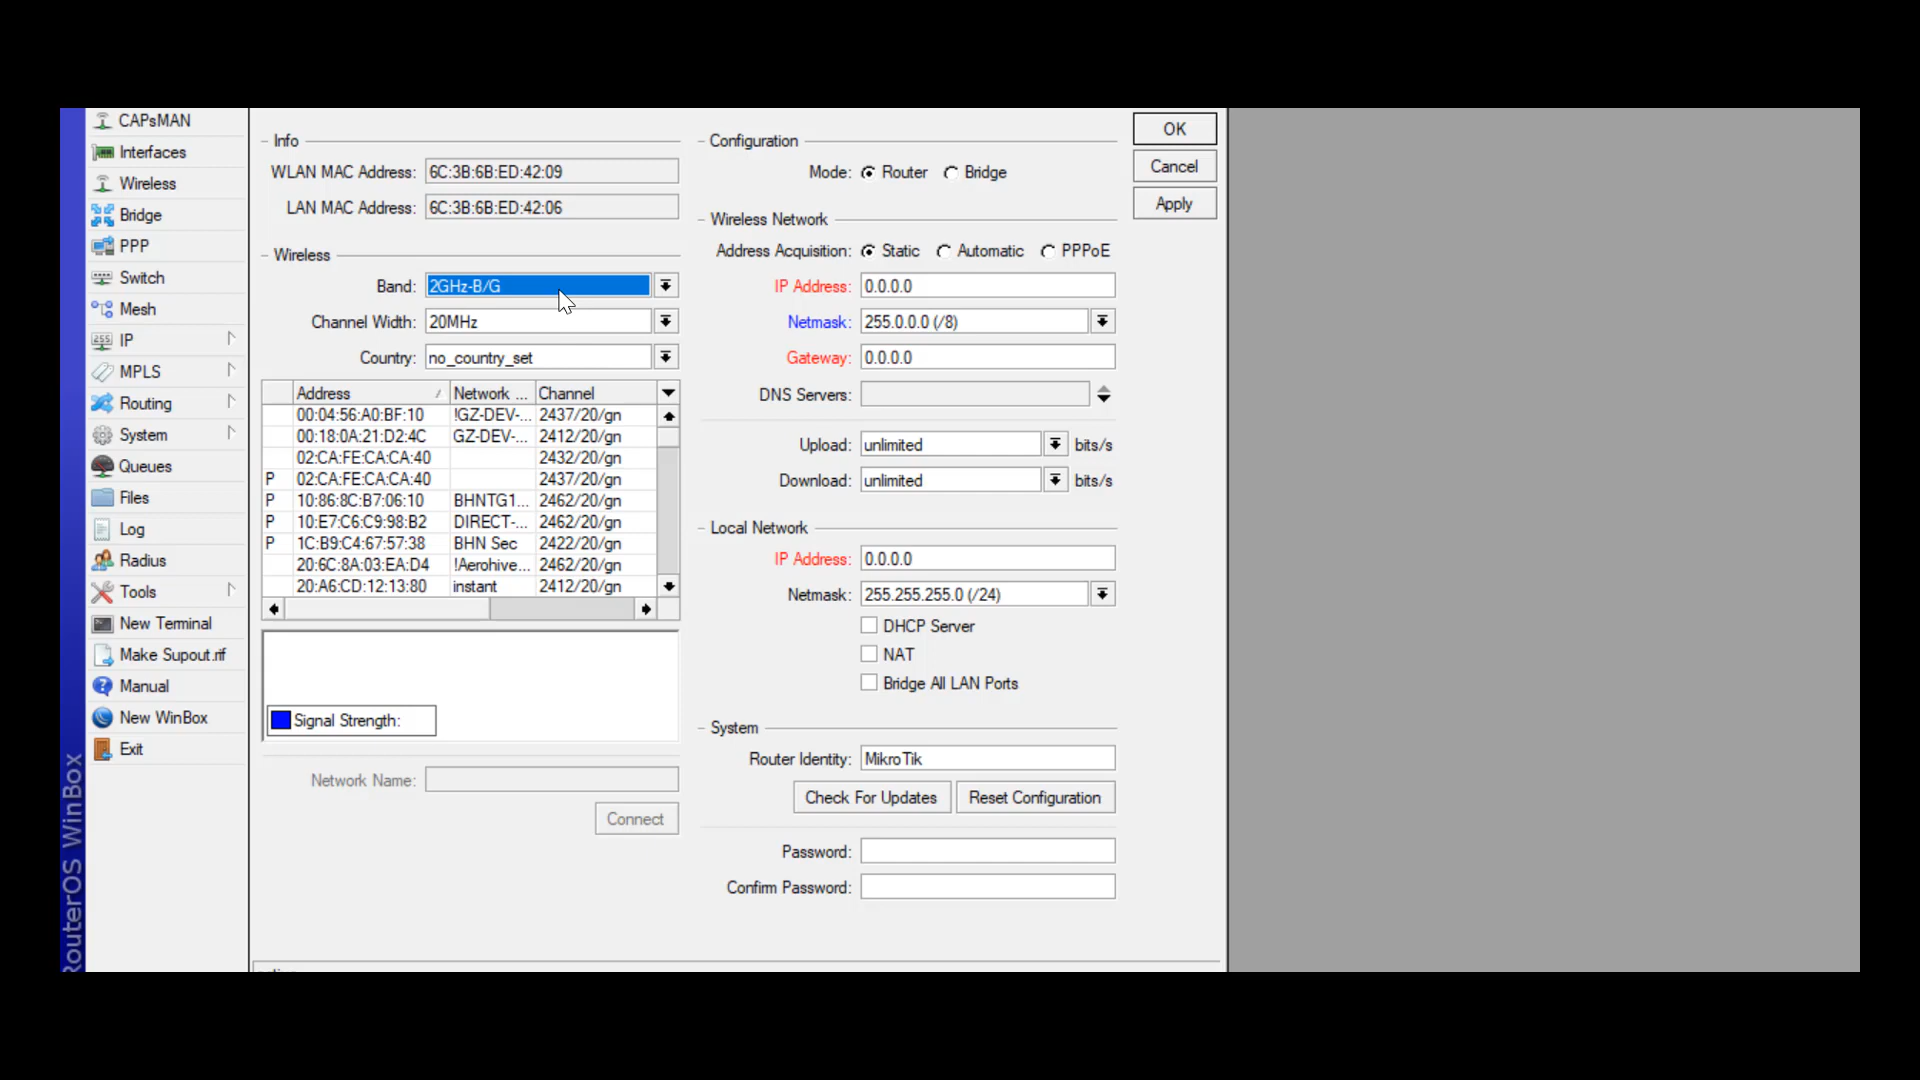 RouterOS WinBox
CAPsMAN
Interfaces
Wireless
Bridge
PPP
Switch
Mesh
IP
MPLS
Routing
System
Queues
Files
Log
Radius
Tools
New Terminal
Make Supout.rif
Manual
New WinBox
Exit
Info
WLAN MAC Address: 6C:3B:6B:ED:42:09
LAN MAC Address: 6C:3B:6B:ED:42:06
Wireless
Band: 2GHz-B/G
Channel Width: 20MHz
Country: no_country_set
Address Network ... Channel
00:04:56:A0:BF:10 !GZ-DEV-... 2437/20/gn
00:18:0A:21:D2:4C GZ-DEV-... 2412/20/gn
02:CA:FE:CA:CA:40 2432/20/gn
P 02:CA:FE:CA:CA:40 2437/20/gn
P 10:86:8C:B7:06:10 BHNTG1... 2462/20/gn
P 10:E7:C6:C9:98:B2 DIRECT-... 2462/20/gn
P 1C:B9:C4:67:57:38 BHN Sec 2422/20/gn
20:6C:8A:03:EA:D4 !Aerohive... 2462/20/gn
20:A6:CD:12:13:80 instant 2412/20/gn
Signal Strength:
Network Name:
Connect
Configuration
Mode: Router Bridge
Wireless Network
Address Acquisition: Static Automatic PPPoE
IP Address: 0.0.0.0
Netmask: 255.0.0.0 (/8)
Gateway: 0.0.0.0
DNS Servers:
Upload: unlimited bits/s
Download: unlimited bits/s
Local Network
IP Address: 0.0.0.0
Netmask: 255.255.255.0 (/24)
DHCP Server
NAT
Bridge All LAN Ports
System
Router Identity: MikroTik
Check For Updates Reset Configuration
Password:
Confirm Password:
OK
Cancel
Apply